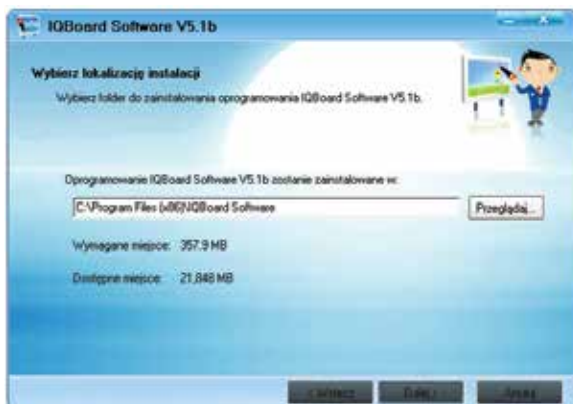 IQBoard Software V5.1b
Wybierz lokalizację instalacji
Wybierz folder do zainstalowania oprogramowania IQBoard Software V5.1b.
Oprogramowanie IQBoard Software V5.1b zostanie zainstalowane w:
C:\Program Files (x86)\IQBoard Software
Przeglądaj...
Wymagane miejsce: 357.9 MB
Dostępne miejsce: 21,848 MB
< Wstecz
Dalej >
Anuluj